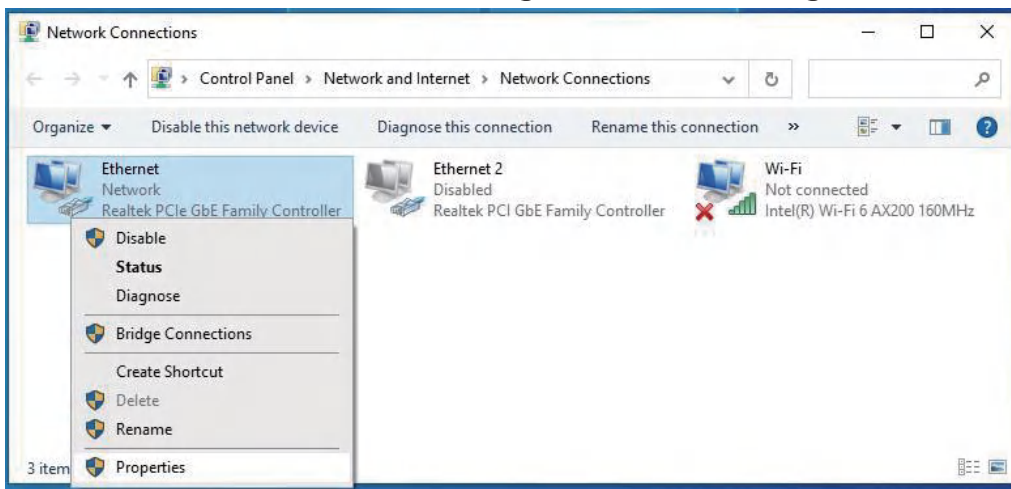 Network Connections
Control Panel > Network and Internet > Network Connections
Organize Disable this network device Diagnose this connection Rename this connection »
Ethernet
Network
Realtek PCIe GbE Family Controller
Ethernet 2
Disabled
Realtek PCI GbE Family Controller
Wi-Fi
Not connected
Intel(R) Wi-Fi 6 AX200 160MHz
Disable
Status
Diagnose
Bridge Connections
Create Shortcut
Delete
Rename
Properties
3 item